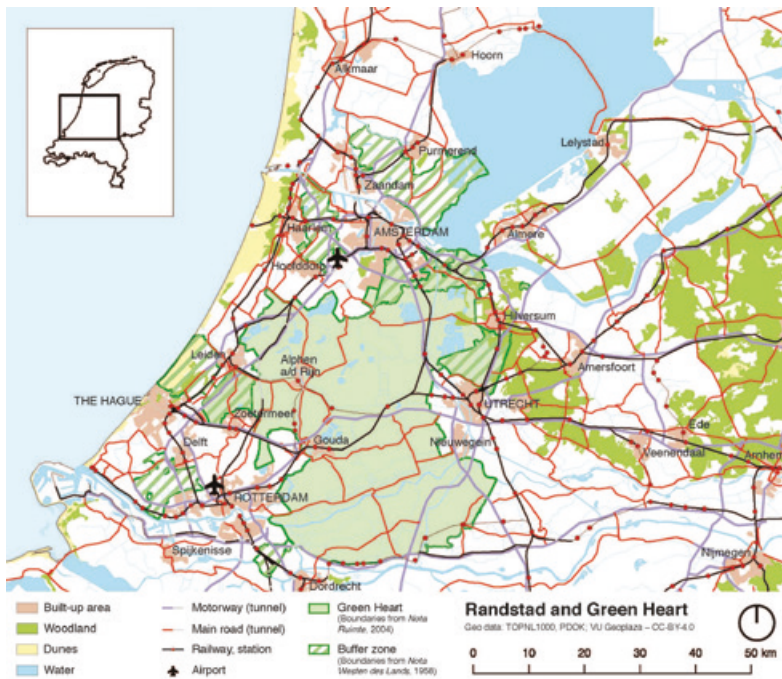 Hoorn
Alkmaar
Lelystad
Purmerend
Zaandam
Haarlem
AMSTERDAM
Almere
Hoofddorp
Hilversum
Leiden
Alphen
a/d Rijn
Amersfoort
THE HAGUE
Zoetermeer
UTRECHT
Delft
Gouda
Nieuwegein
Ede
Veenendaal
Arnhem
ROTTERDAM
Spijkenisse
Nijmegen
Dordrecht
Built-up area
Woodland
Dunes
Water
Motorway (tunnel)
Main road (tunnel)
Railway, station
Airport
Green Heart
(Boundaries from Nota
Ruimte, 2004)
Buffer zone
(Boundaries from Nota
Westen des Lands, 1958)
Randstad and Green Heart
Geo data: TOPNL1000, PDOK; VU Geoplaza – CC-BY-4.0
0 10 20 30 40 50 km